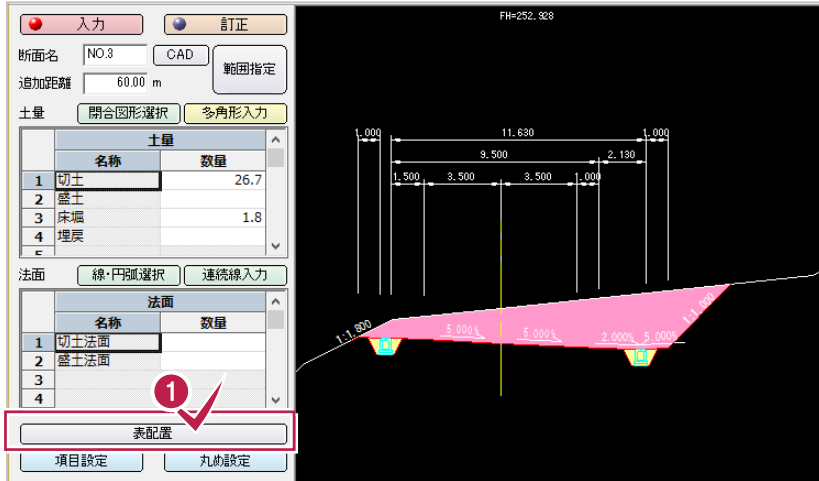 入力 訂正
断面名 NO.3 CAD 範囲指定
追加距離 60.00 m
土量 閉合図形選択 多角形入力
土量
名称 数量
1 切土 26.7
2 盛土
3 床堀 1.8
4 埋戻
5
法面 線・円弧選択 連続線入力
法面
名称 数量
1 切土法面
2 盛土法面
3
4
1
表配置
項目設定 丸め設定
FH=252.928
1.000 11.630 1.000
9.500 2.130
1.500 3.500 3.500 1.000
1:1.800 5.000% 5.000% 2.000% 5.000% 1:1.000